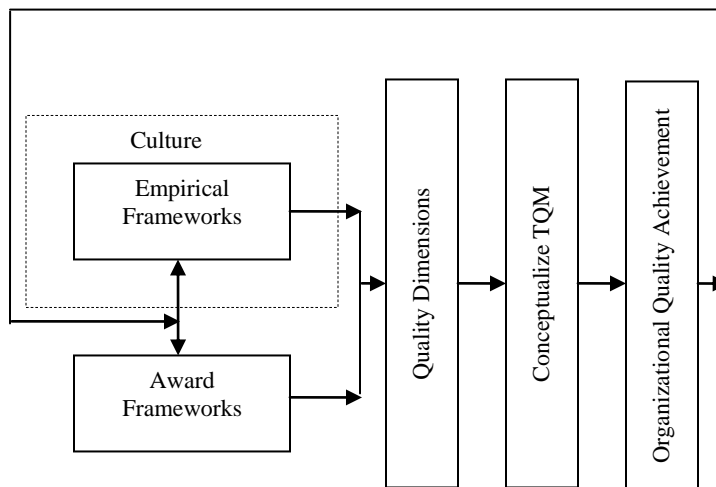 Culture
Empirical
Frameworks
Award
Frameworks
Quality Dimensions
Conceptualize TQM
Organizational Quality Achievement